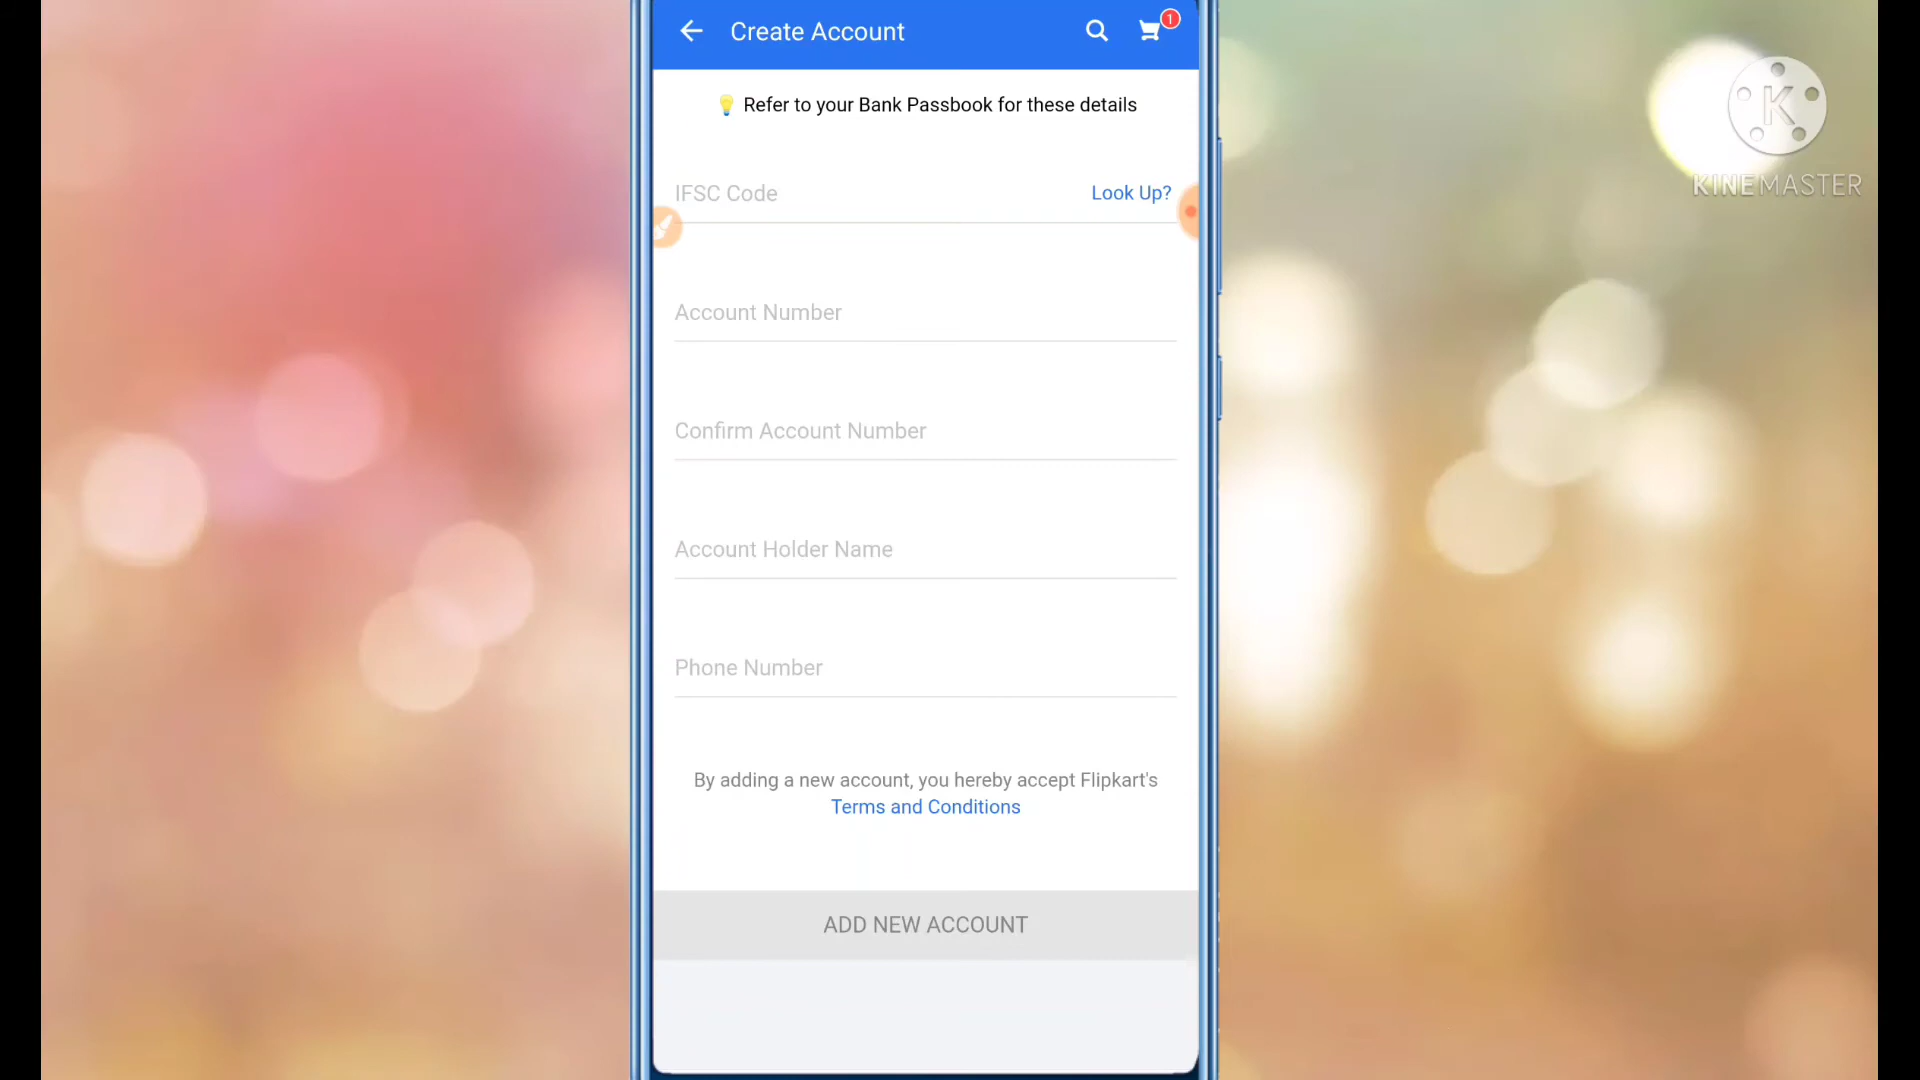 Create Account
1
💡 Refer to your Bank Passbook for these details
IFSC Code
Look Up?
Account Number
Confirm Account Number
Account Holder Name
Phone Number
By adding a new account, you hereby accept Flipkart's
Terms and Conditions
ADD NEW ACCOUNT
K
KINEMASTER